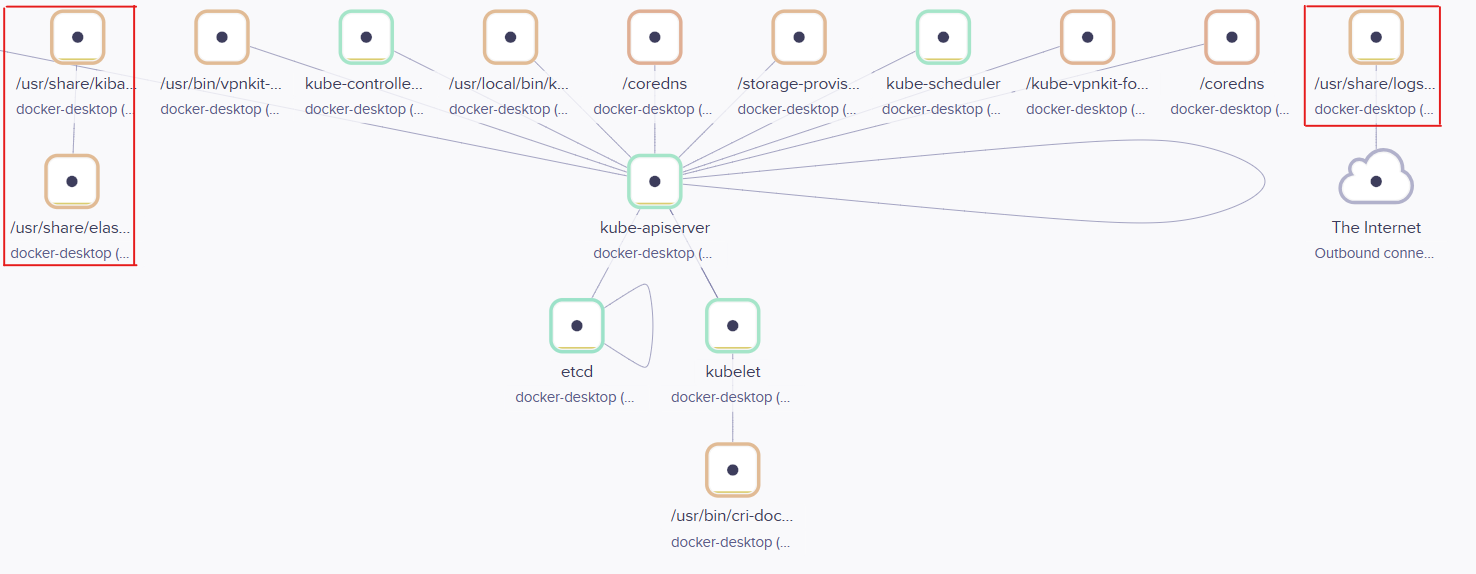 /usr/share/kiba...
docker-desktop (...
/usr/bin/vpnkit-...
docker-desktop (...
kube-controlle...
docker-desktop (...
/usr/local/bin/k...
docker-desktop (...
/coredns
docker-desktop (...
/storage-provis...
docker-desktop (...
kube-scheduler
docker-desktop (...
/kube-vpnkit-fo...
docker-desktop (...
/coredns
docker-desktop (...
/usr/share/logs...
docker-desktop (...
/usr/share/elas...
docker-desktop (...
kube-apiserver
docker-desktop (...
The Internet
Outbound conne...
etcd
docker-desktop (...
kubelet
docker-desktop (...
/usr/bin/cri-doc...
docker-desktop (...